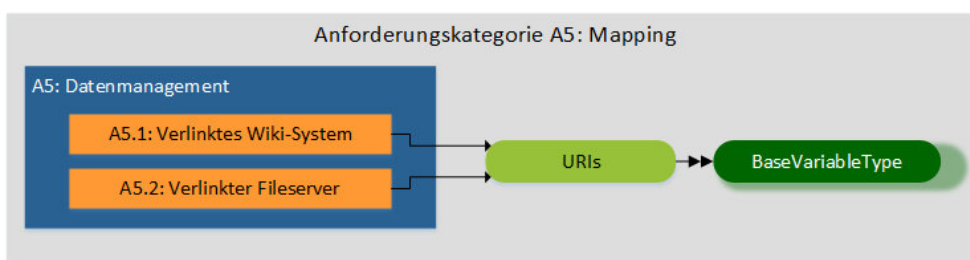 Anforderungskategorie A5: Mapping
A5: Datenmanagement
A5.1: Verlinktes Wiki-System
A5.2: Verlinkter Fileserver
URIs
BaseVariableType